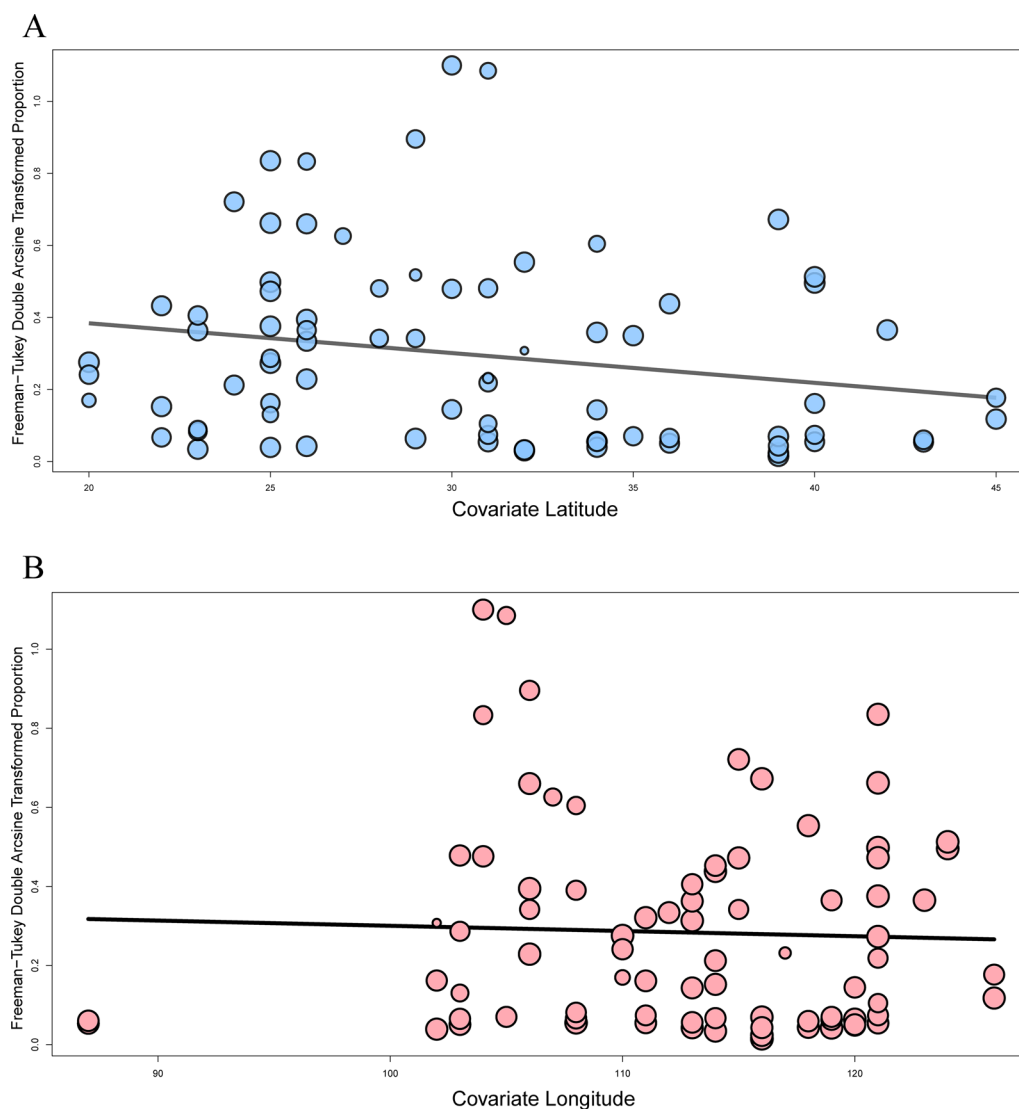 A
Freeman−Tukey Double Arcsine Transformed Proportion
1.0
0.8
0.6
0.4
0.2
0.0
20 25 30 35 40 45
Covariate Latitude
B
Freeman−Tukey Double Arcsine Transformed Proportion
1.0
0.8
0.6
0.4
0.2
0.0
90 100 110 120
Covariate Longitude